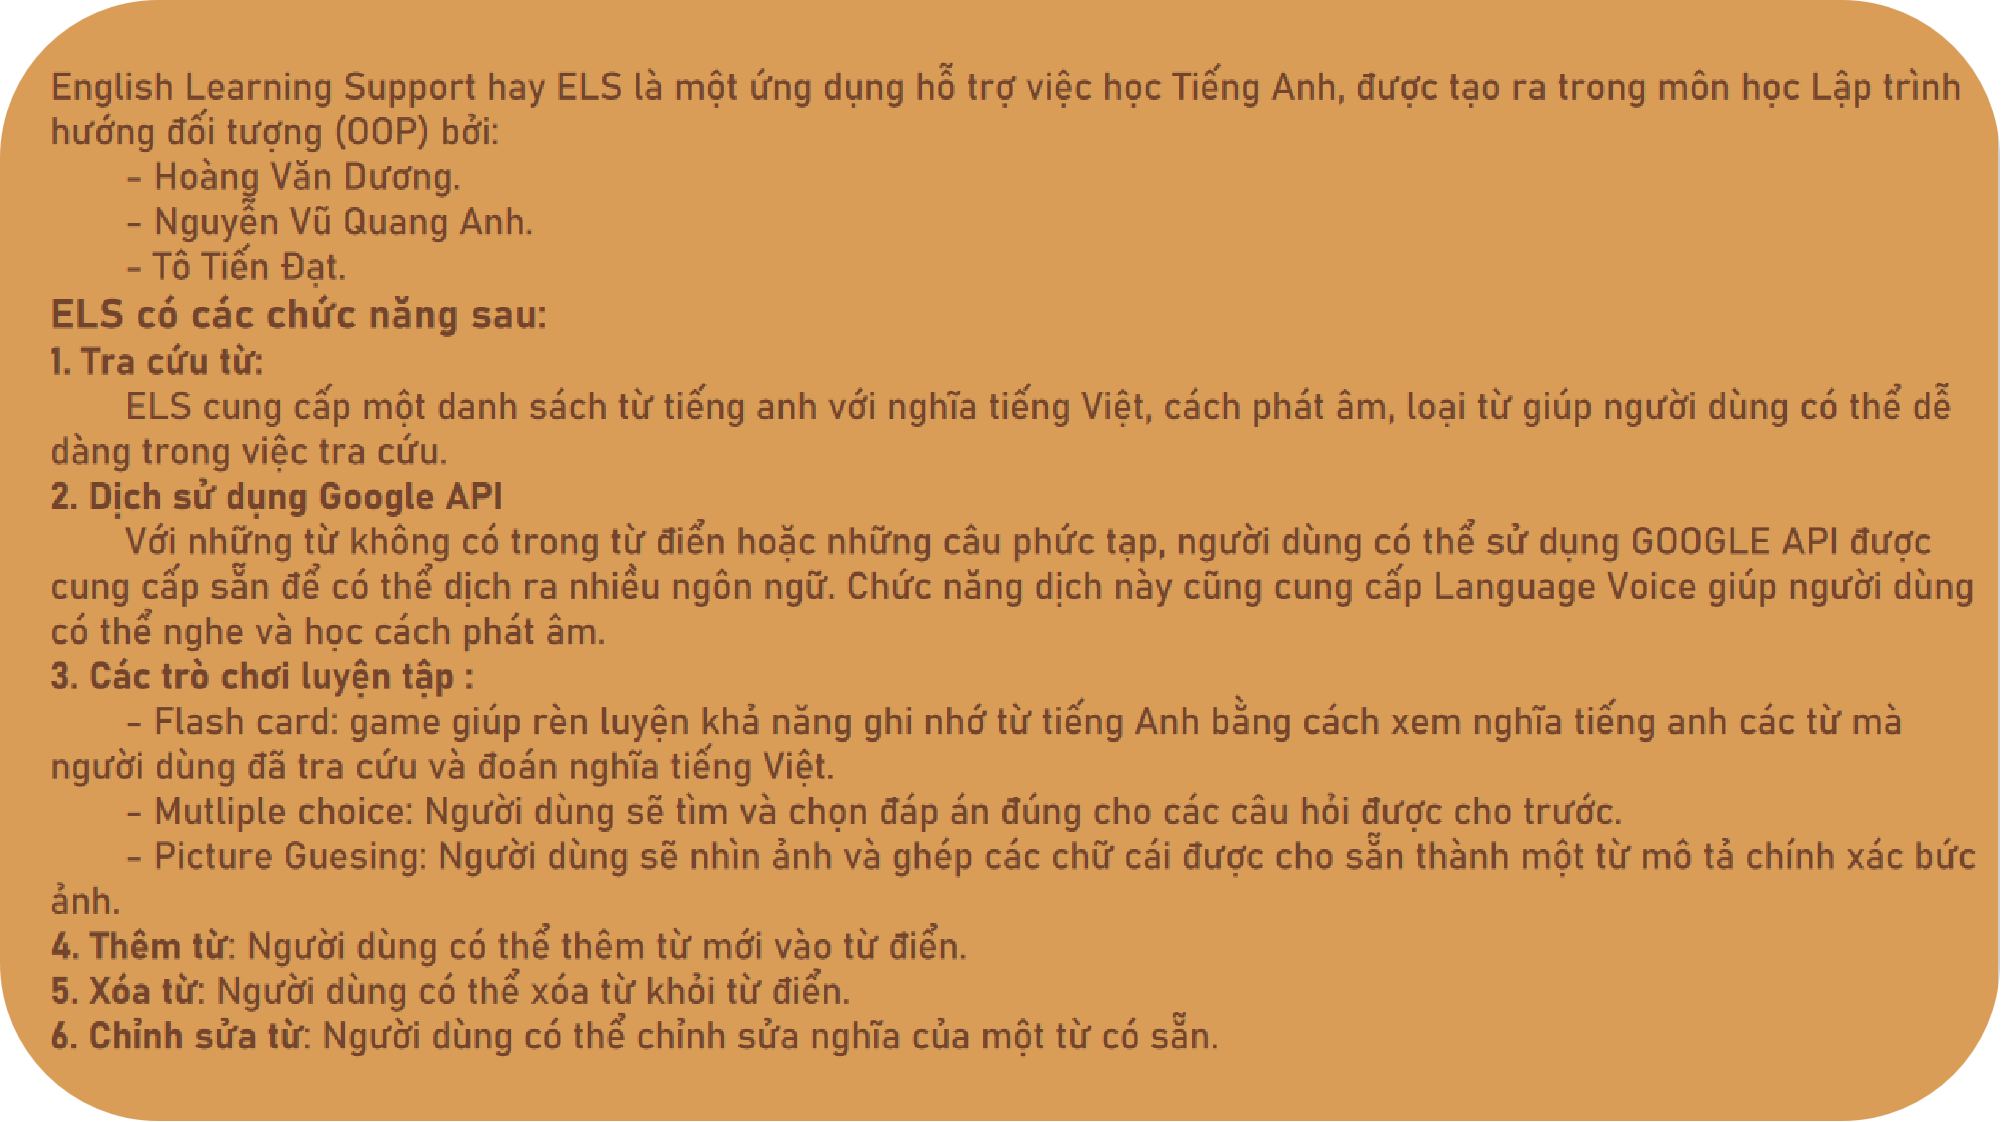 English Learning Support hay ELS là một ứng dụng hỗ trợ việc học Tiếng Anh, được tạo ra trong môn học Lập trình
hướng đối tượng (OOP) bởi:
- Hoàng Văn Dương.
- Nguyễn Vũ Quang Anh.
- Tô Tiến Đạt.
ELS có các chức năng sau:
1. Tra cứu từ:
ELS cung cấp một danh sách từ tiếng anh với nghĩa tiếng Việt, cách phát âm, loại từ giúp người dùng có thể dễ
dàng trong việc tra cứu.
2. Dịch sử dụng Google API
Với những từ không có trong từ điển hoặc những câu phức tạp, người dùng có thể sử dụng GOOGLE API được
cung cấp sẵn để có thể dịch ra nhiều ngôn ngữ. Chức năng dịch này cũng cung cấp Language Voice giúp người dùng
có thể nghe và học cách phát âm.
3. Các trò chơi luyện tập :
- Flash card: game giúp rèn luyện khả năng ghi nhớ từ tiếng Anh bằng cách xem nghĩa tiếng anh các từ mà
người dùng đã tra cứu và đoán nghĩa tiếng Việt.
- Mutliple choice: Người dùng sẽ tìm và chọn đáp án đúng cho các câu hỏi được cho trước.
- Picture Guesing: Người dùng sẽ nhìn ảnh và ghép các chữ cái được cho sẵn thành một từ mô tả chính xác bức
ảnh.
4. Thêm từ: Người dùng có thể thêm từ mới vào từ điển.
5. Xóa từ: Người dùng có thể xóa từ khỏi từ điển.
6. Chỉnh sửa từ: Người dùng có thể chỉnh sửa nghĩa của một từ có sẵn.